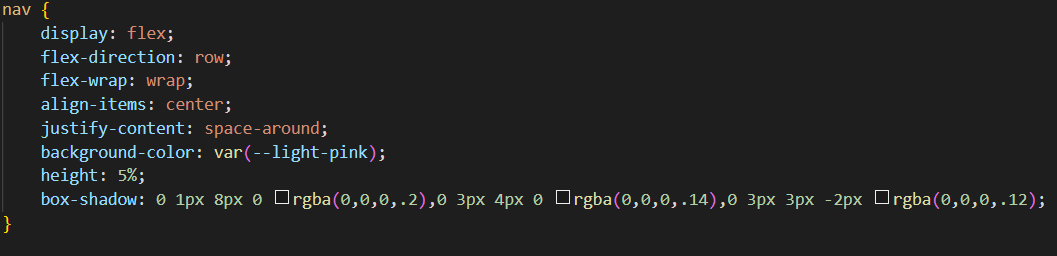 nav {
display: flex;
flex-direction: row;
flex-wrap: wrap;
align-items: center;
justify-content: space-around;
background-color: var(--light-pink);
height: 5%;
box-shadow: 0 1px 8px 0 rgba(0,0,0,.2),0 3px 4px 0 rgba(0,0,0,.14),0 3px 3px -2px rgba(0,0,0,.12);
}